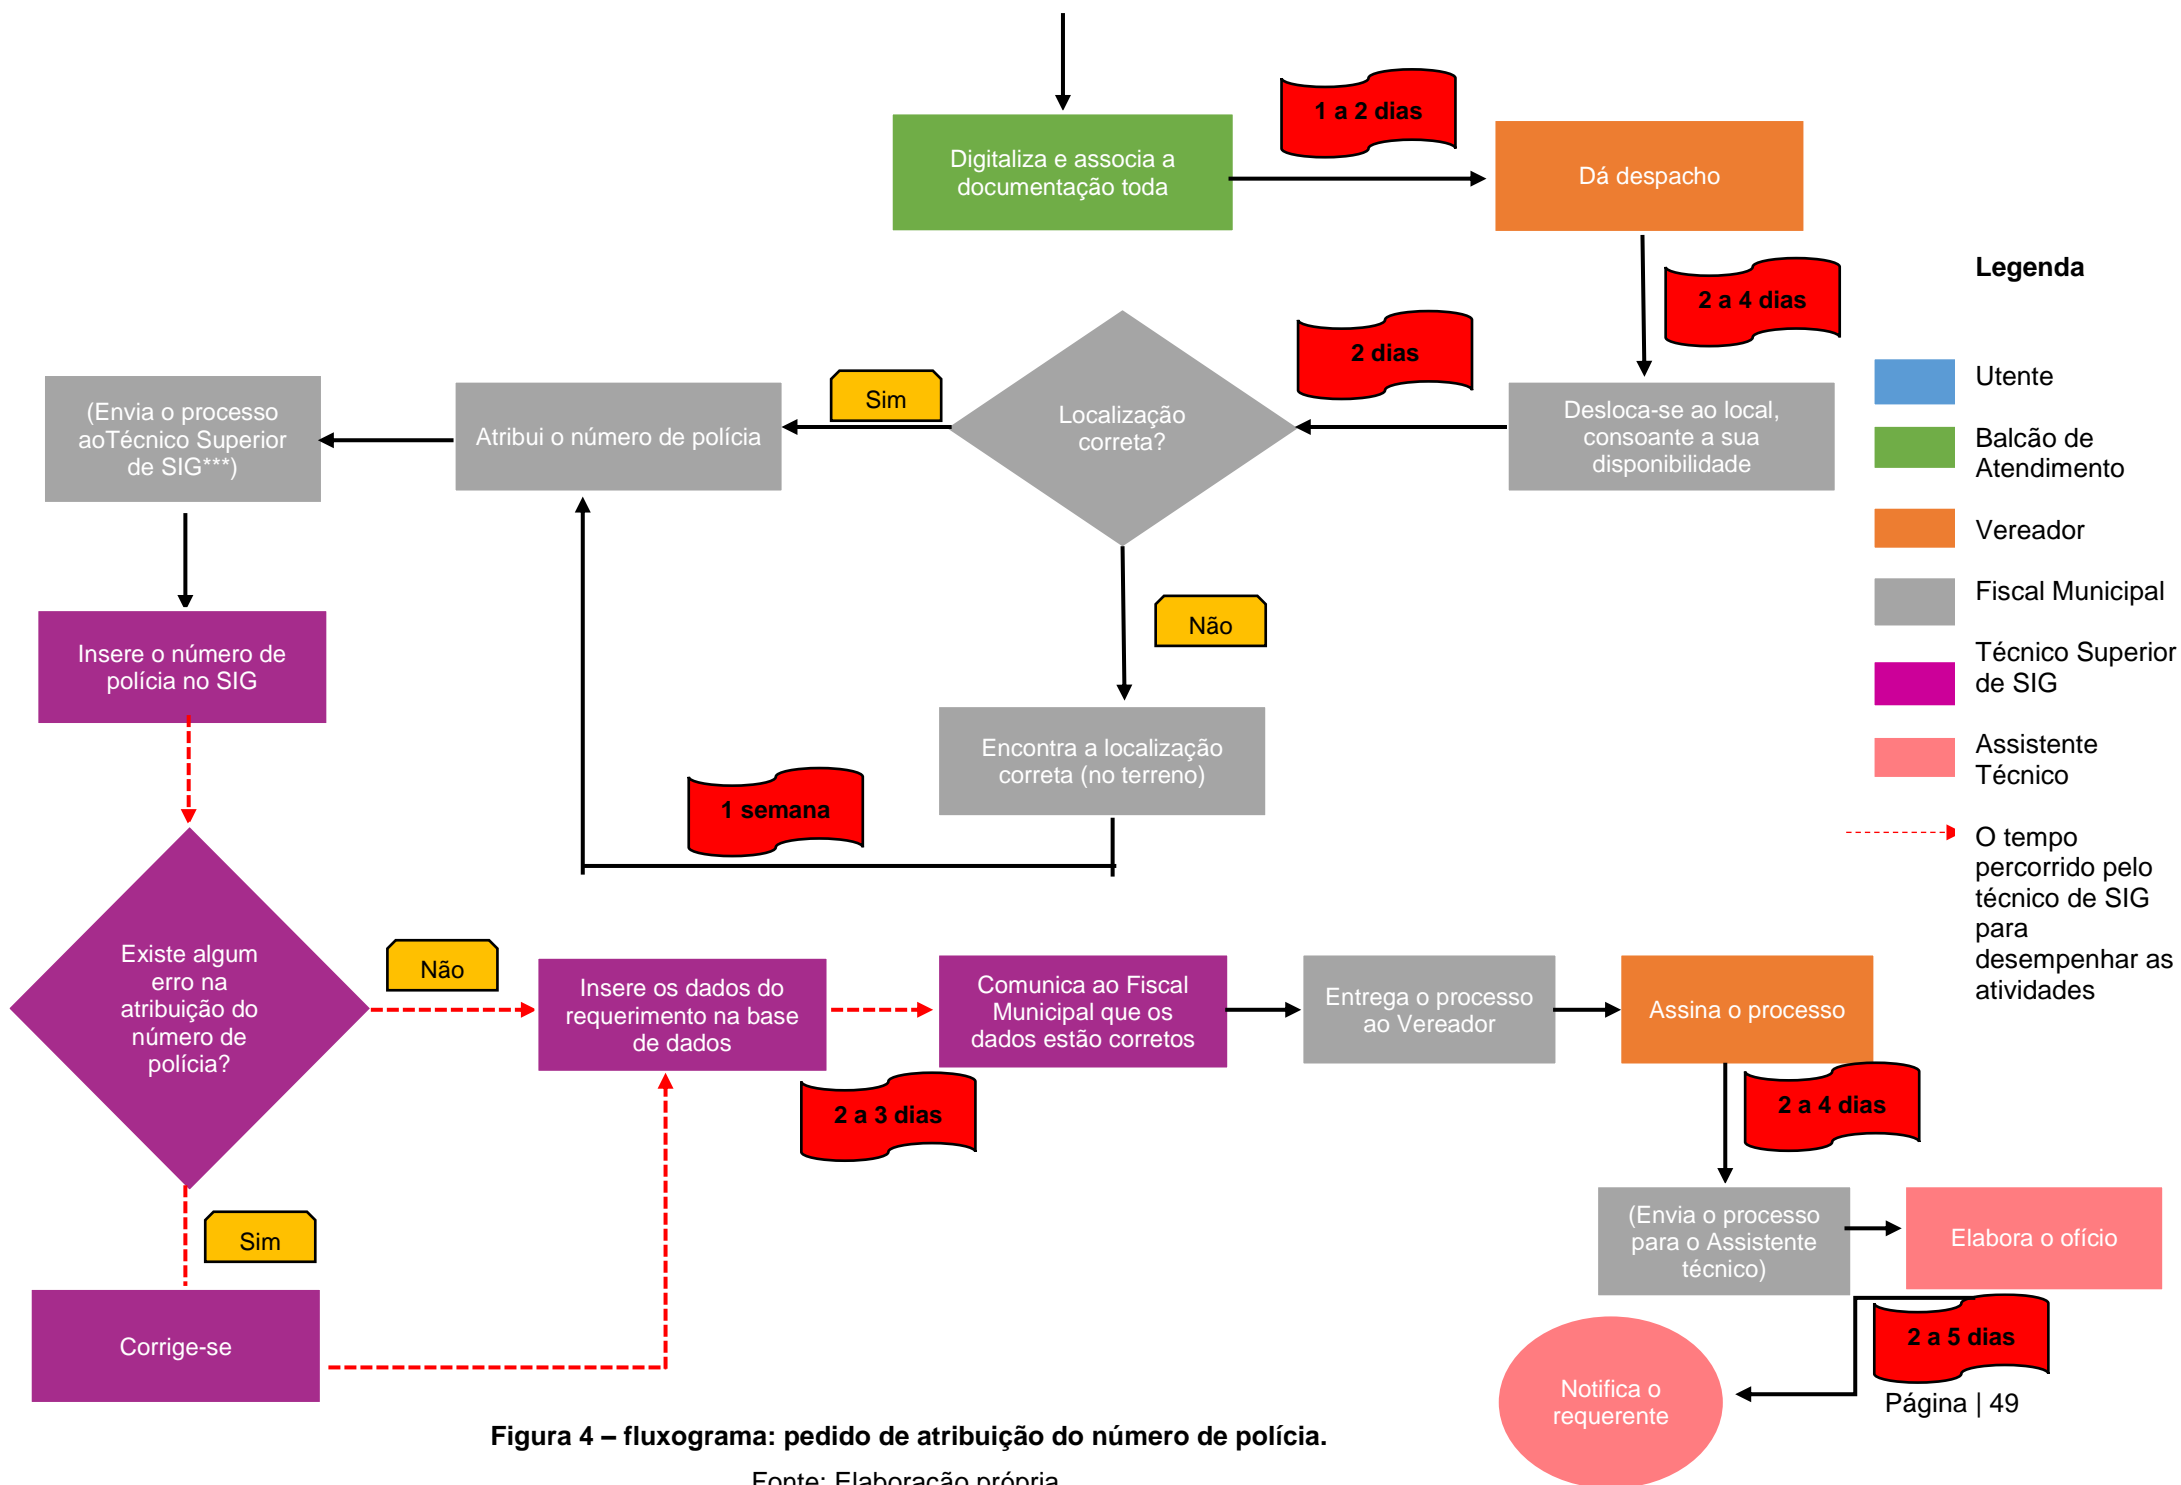 1 a 2 dias
Digitaliza e associa a
documentação toda
Dá despacho
2 a 4 dias
Desloca-se ao local,
consoante a sua
disponibilidade
2 dias
Localização
correta?
Sim
Atribui o número de polícia
(Envia o processo
aoTécnico Superior
de SIG***)
Não
Encontra a localização
correta (no terreno)
1 semana
Insere o número de
polícia no SIG
Existe algum
erro na
atribuição do
número de
polícia?
Não
Sim
Corrige-se
Insere os dados do
requerimento na base
de dados
2 a 3 dias
Comunica ao Fiscal
Municipal que os
dados estão corretos
Entrega o processo
ao Vereador
Assina o processo
2 a 4 dias
(Envia o processo
para o Assistente
técnico)
Elabora o ofício
2 a 5 dias
Notifica o
requerente
Legenda
Utente
Balcão de
Atendimento
Vereador
Fiscal Municipal
Técnico Superior
de SIG
Assistente
Técnico
O tempo
percorrido pelo
técnico de SIG
para
desempenhar as
atividades
Página | 49
Figura 4 – fluxograma: pedido de atribuição do número de polícia.
Fonte: Elaboração própria